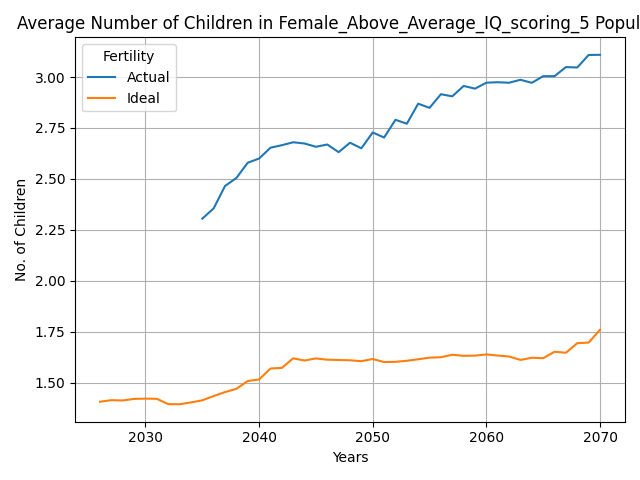 Average Number of Children in Female_Above_Average_IQ_scoring_5 Popul
Fertility
Actual
Ideal
No. of Children
3.00
2.75
2.50
2.25
2.00
1.75
1.50
2030 2040 2050 2060 2070
Years